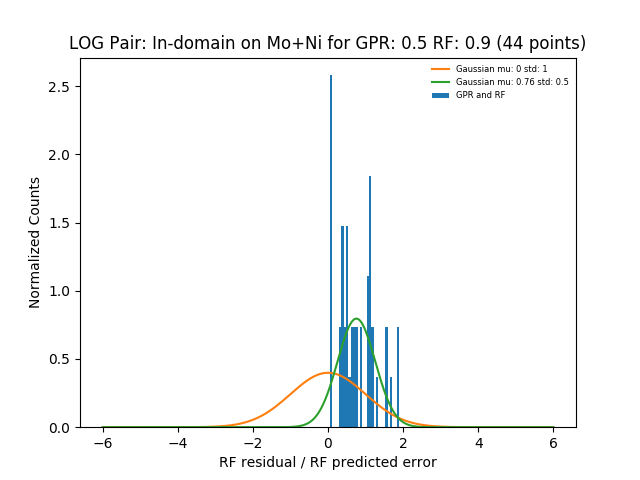 LOG Pair: In-domain on Mo+Ni for GPR: 0.5 RF: 0.9 (44 points)
Gaussian mu: 0 std: 1
Gaussian mu: 0.76 std: 0.5
GPR and RF
Normalized Counts
2.5
2.0
1.5
1.0
0.5
0.0
−6 −4 −2 0 2 4 6
RF residual / RF predicted error